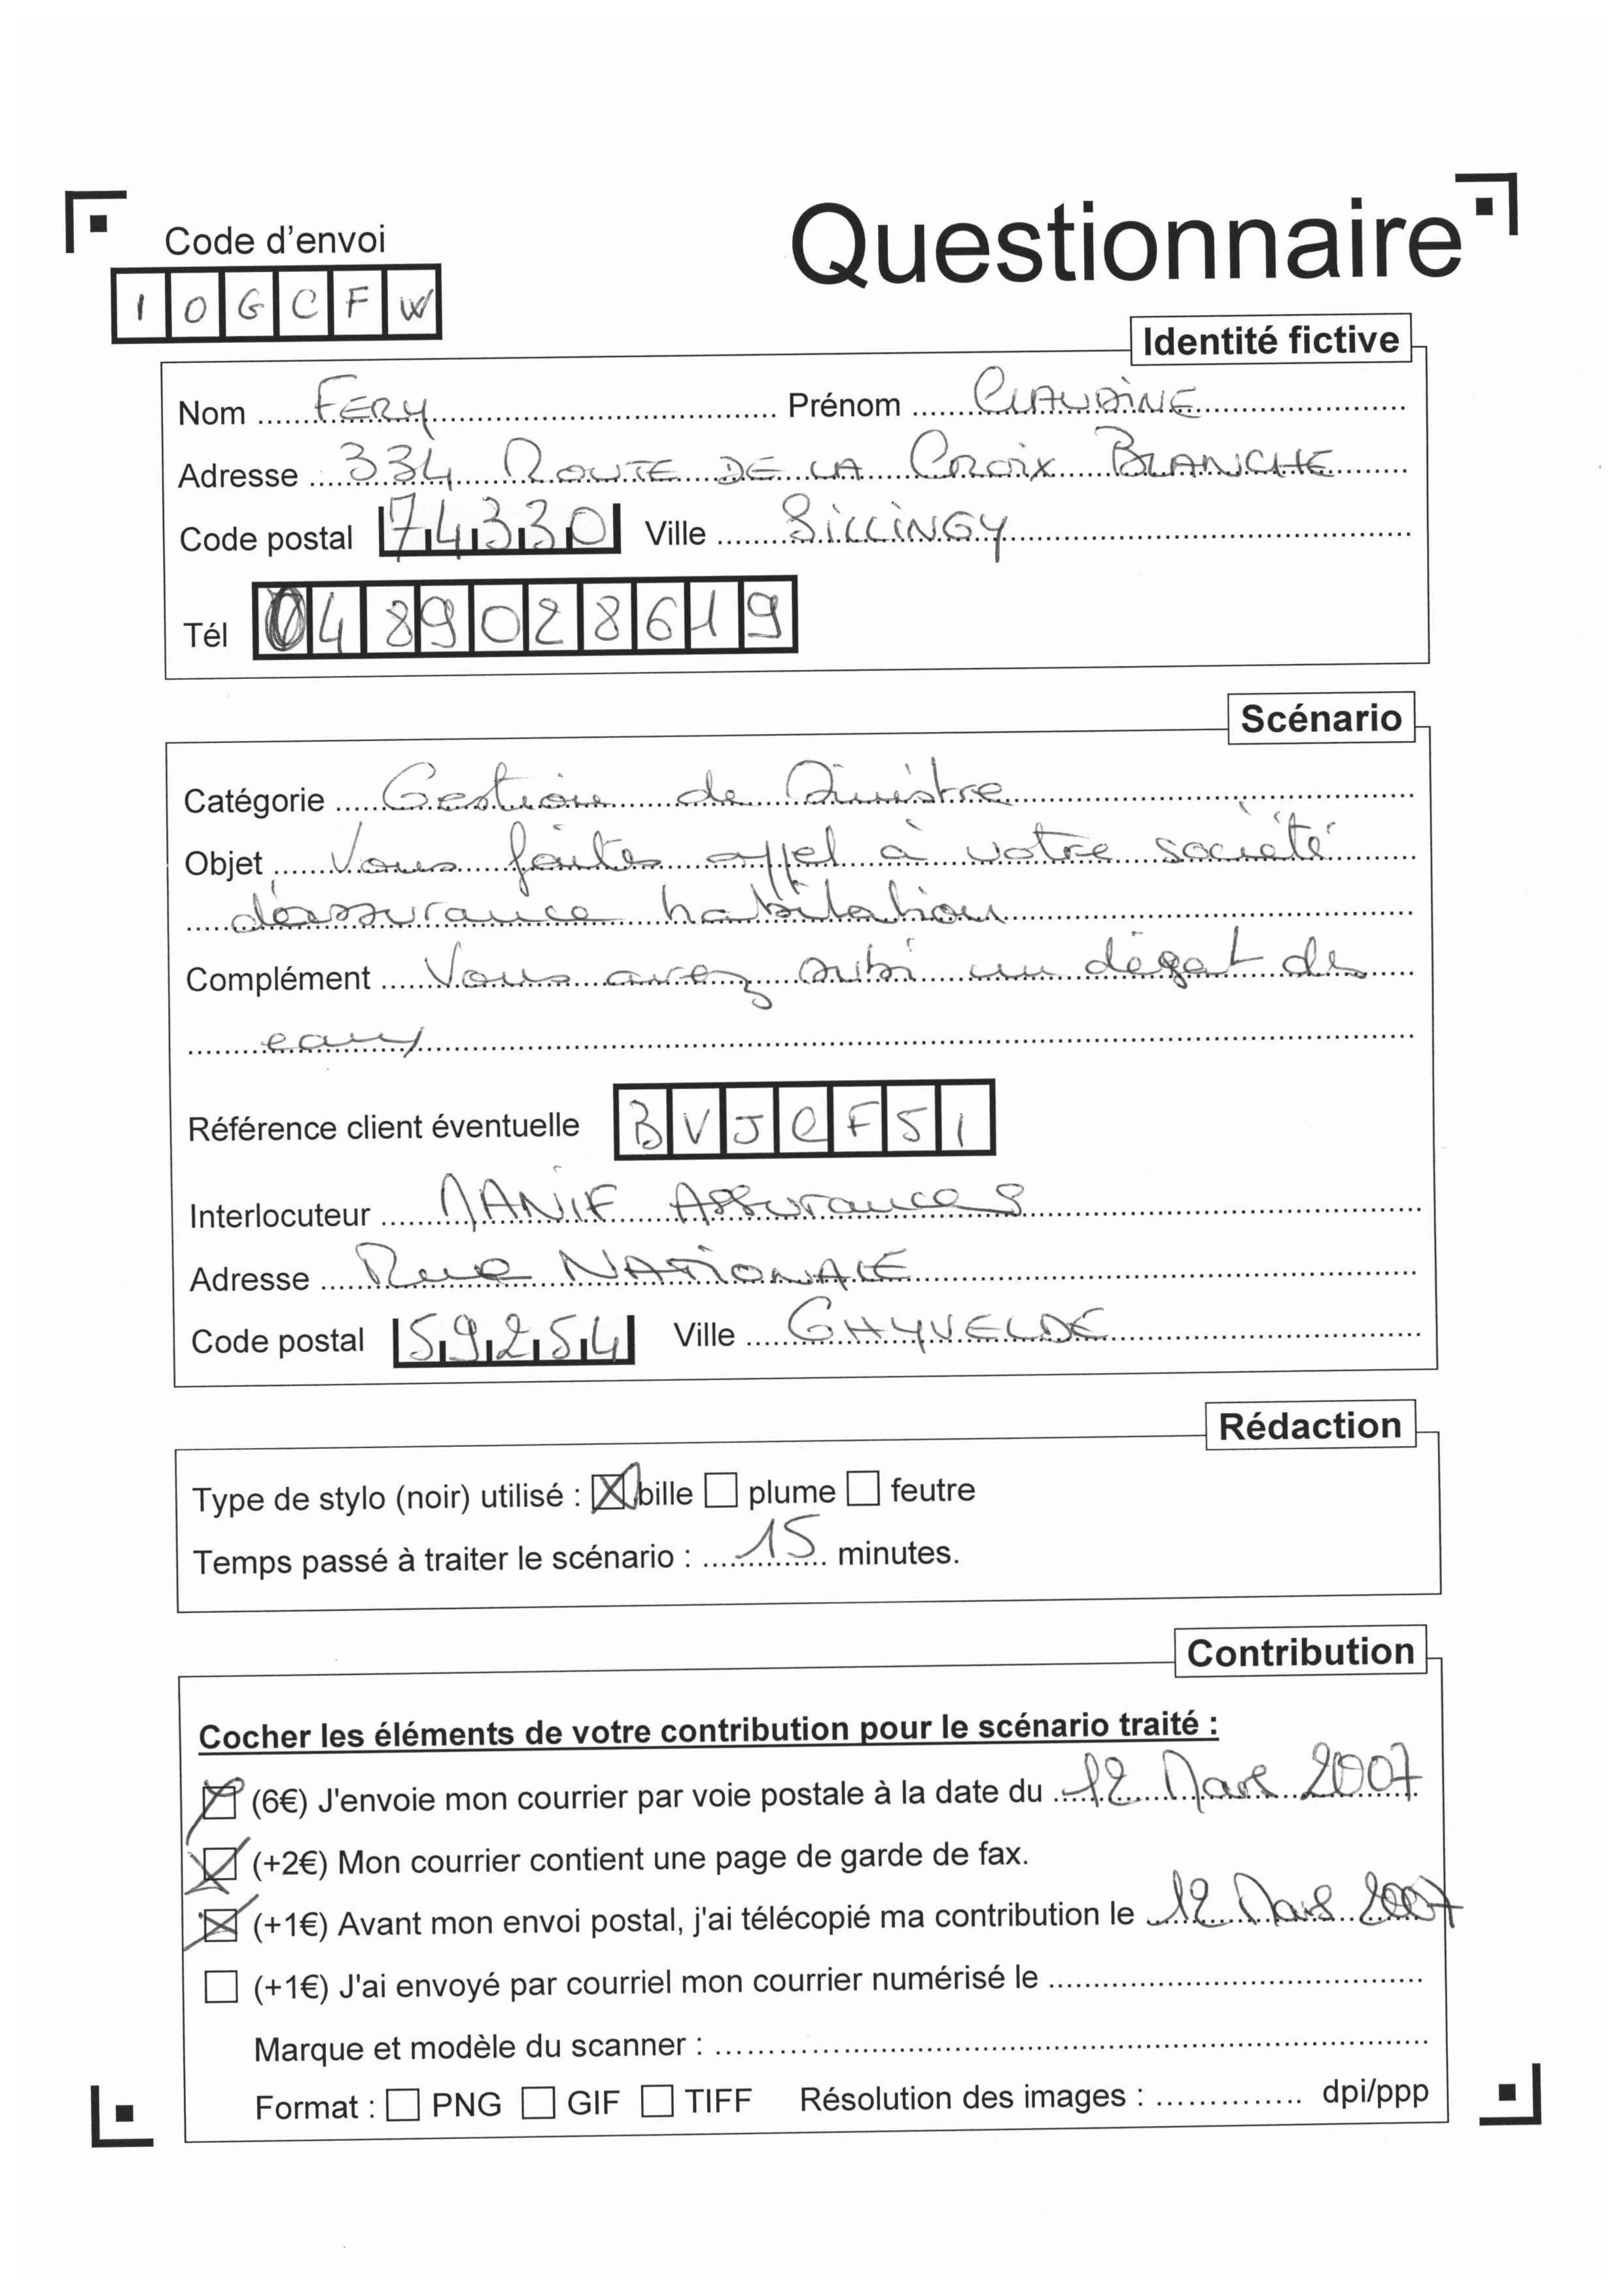 Questionnaire
Code d'envoi
10GCFW
Identité fictive
Nom FERY Prénom CLAUDINE
Adresse 334 ROUTE DE LA CROIX BLANCHE
Code postal 74330 Ville SILLINGY
Tél 0489028619
Scénario
Catégorie Gestion de Sinistre
Objet Vous faites appel à votre société
d'assurance habitation
Complément Vous avez subi un dégat des
eaux
Référence client éventuelle BVJCF51
Interlocuteur MANIF Assurances
Adresse Rue NATIONALE
Code postal 59254 Ville GHYVELDE
Rédaction
Type de stylo (noir) utilisé : ☒ bille ☐ plume ☐ feutre
Temps passé à traiter le scénario : 15 minutes.
Contribution
Cocher les éléments de votre contribution pour le scénario traité :
☒ (6€) J'envoie mon courrier par voie postale à la date du 12 Mars 2007
☒ (+2€) Mon courrier contient une page de garde de fax.
☒ (+1€) Avant mon envoi postal, j'ai télécopié ma contribution le 12 Mars 2007
☐ (+1€) J'ai envoyé par courriel mon courrier numérisé le
Marque et modèle du scanner :
Format : ☐ PNG ☐ GIF ☐ TIFF Résolution des images : dpi/ppp